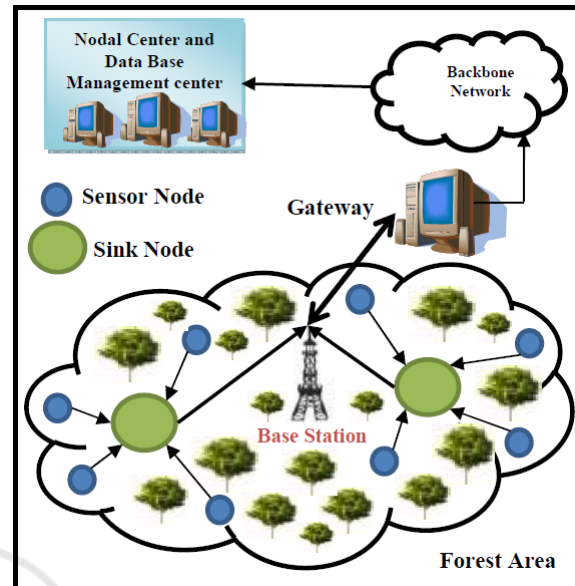 Nodal Center and
Data Base
Management center
Backbone
Network
Sensor Node
Gateway
Sink Node
Base Station
Forest Area